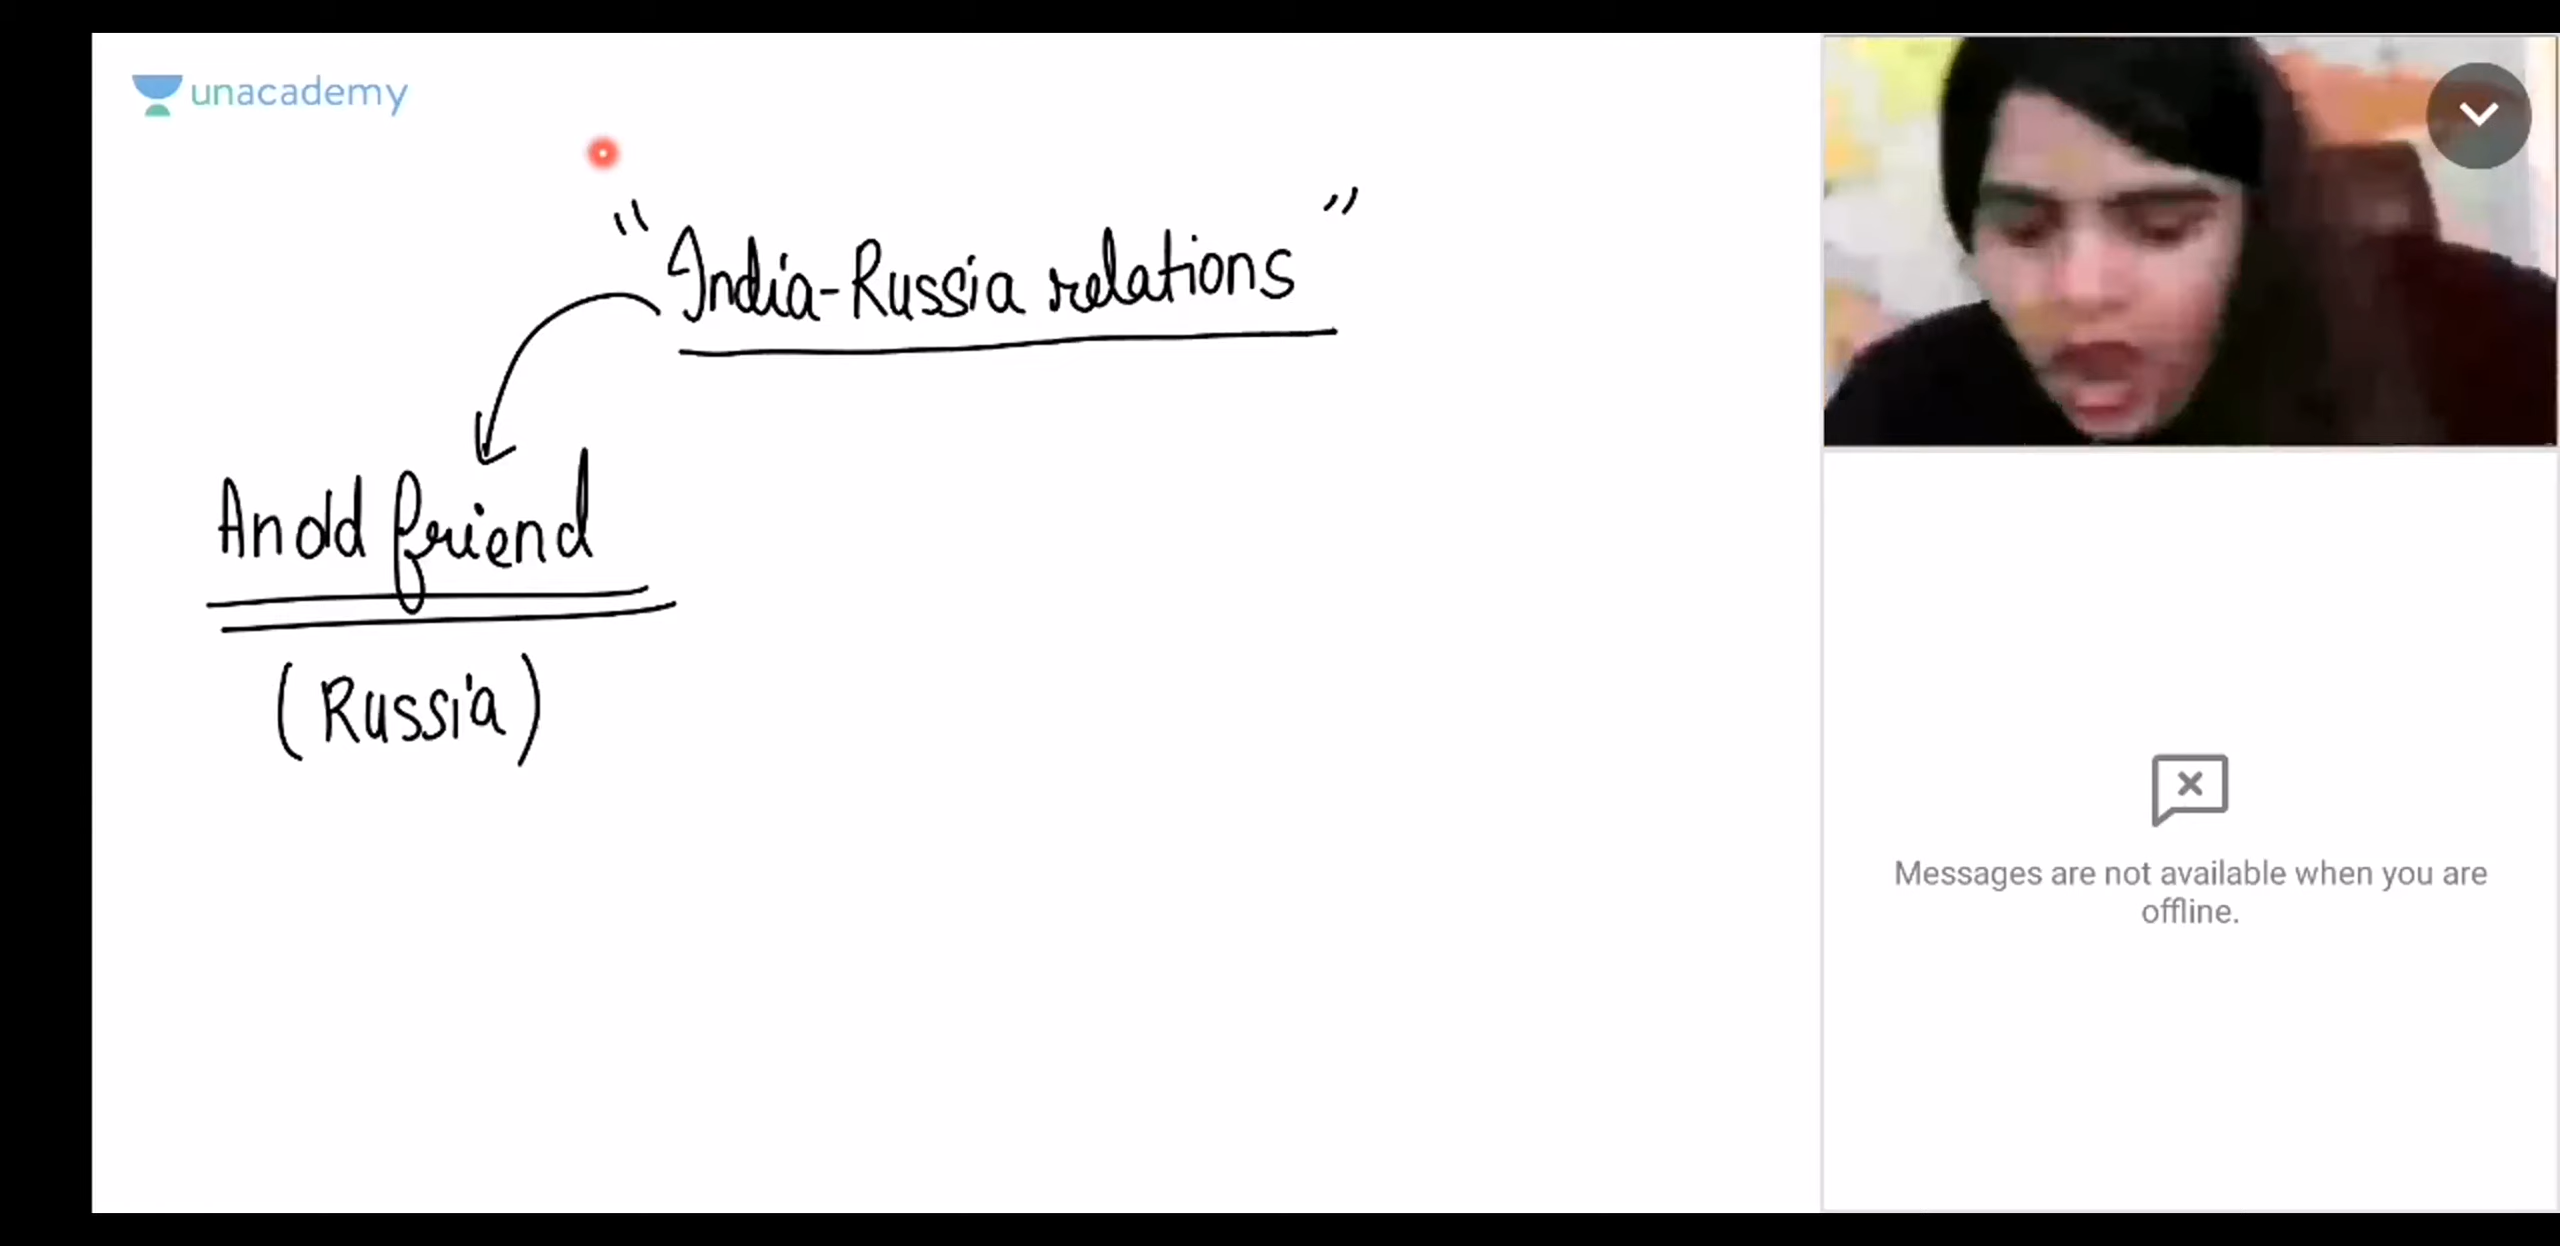 unacademy
"India-Russia relations"
An old friend
(Russia)
Messages are not available when you are
offline.